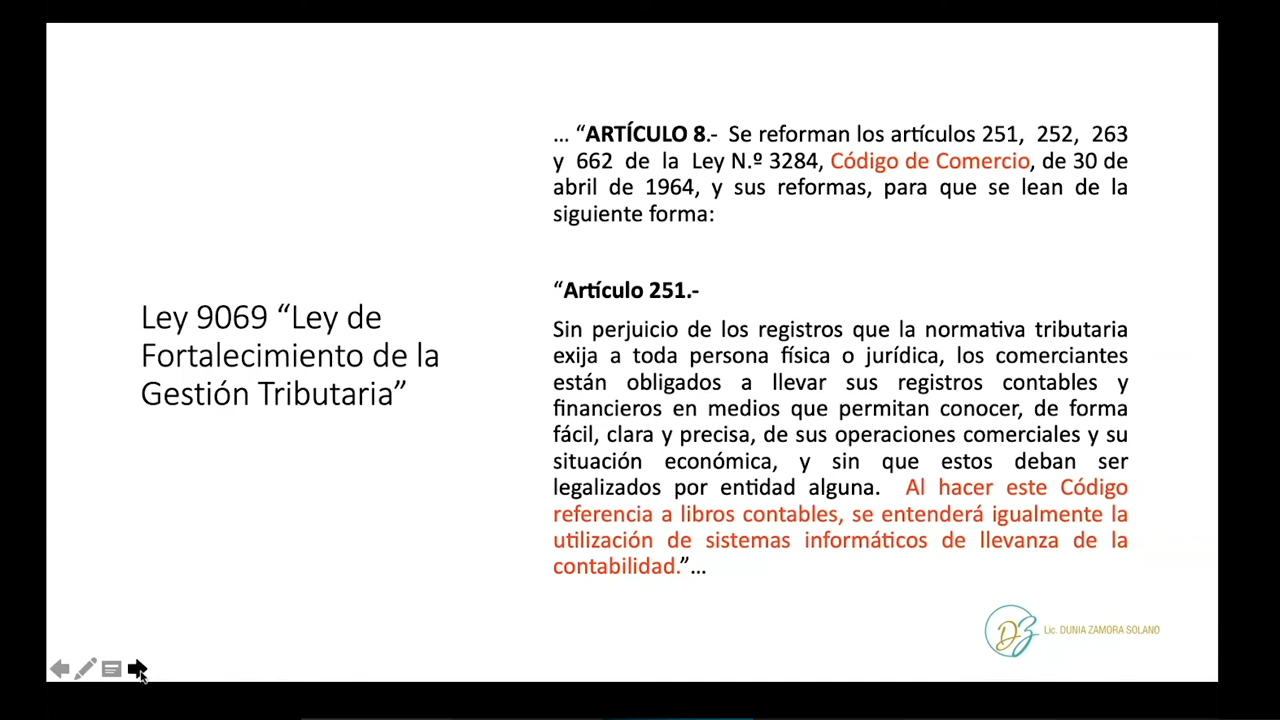 Ley 9069 “Ley de
Fortalecimiento de la
Gestión Tributaria”
… “ARTÍCULO 8.- Se reforman los artículos 251, 252, 263
y 662 de la Ley N.º 3284, Código de Comercio, de 30 de
abril de 1964, y sus reformas, para que se lean de la
siguiente forma:
“Artículo 251.-
Sin perjuicio de los registros que la normativa tributaria
exija a toda persona física o jurídica, los comerciantes
están obligados a llevar sus registros contables y
financieros en medios que permitan conocer, de forma
fácil, clara y precisa, de sus operaciones comerciales y su
situación económica, y sin que estos deban ser
legalizados por entidad alguna. Al hacer este Código
referencia a libros contables, se entenderá igualmente la
utilización de sistemas informáticos de llevanza de la
contabilidad.”…
DZ Lic. DUNIA ZAMORA SOLANO